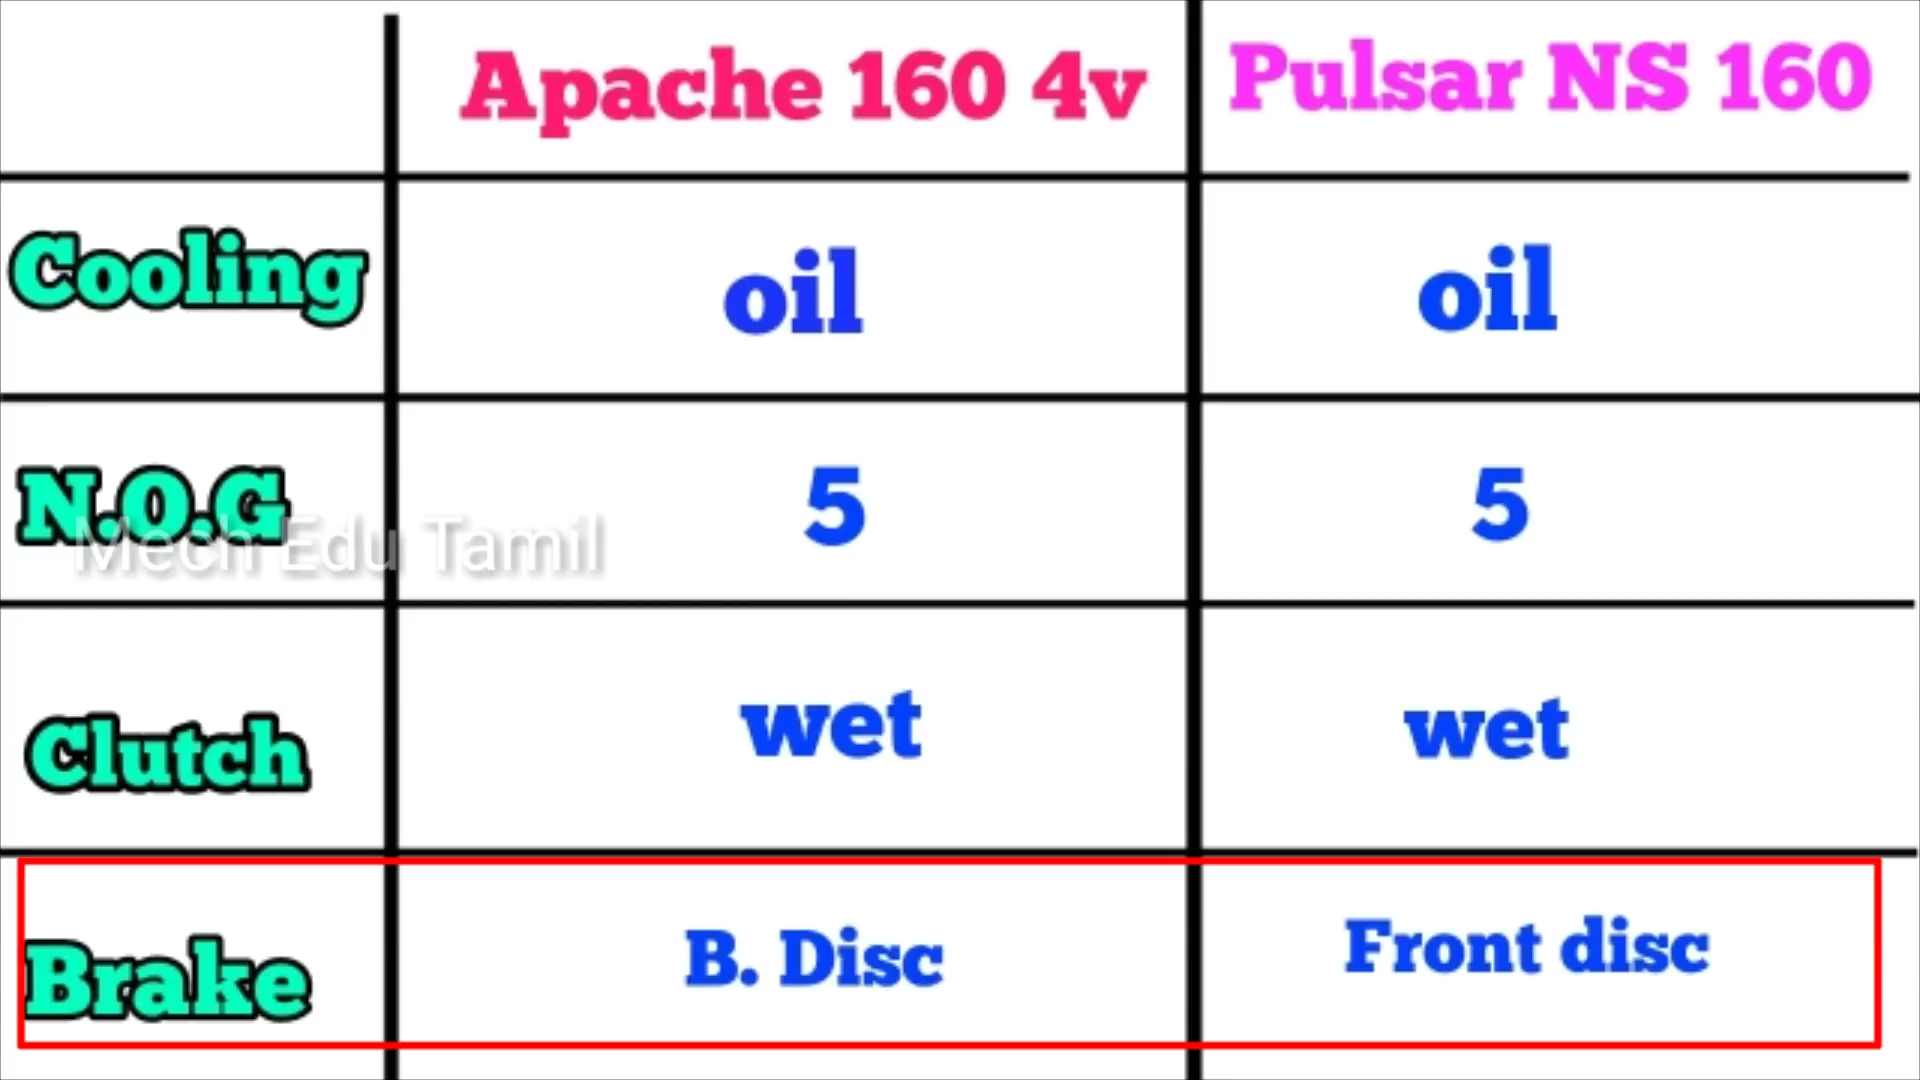 Apache 160 4v Pulsar NS 160
Cooling oil oil
N.O.G 5 5
Mech Edu Tamil
Clutch wet wet
Brake B. Disc Front disc